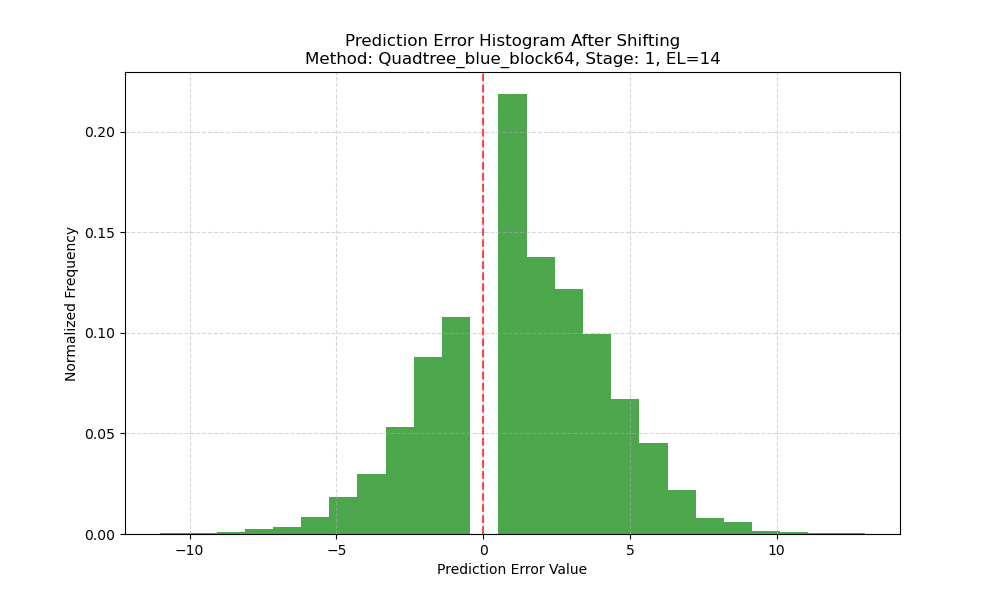 Prediction Error Histogram After Shifting
Method: Quadtree_blue_block64, Stage: 1, EL=14
Normalized Frequency
0.20
0.15
0.10
0.05
0.00
−10
−5
0
5
10
Prediction Error Value